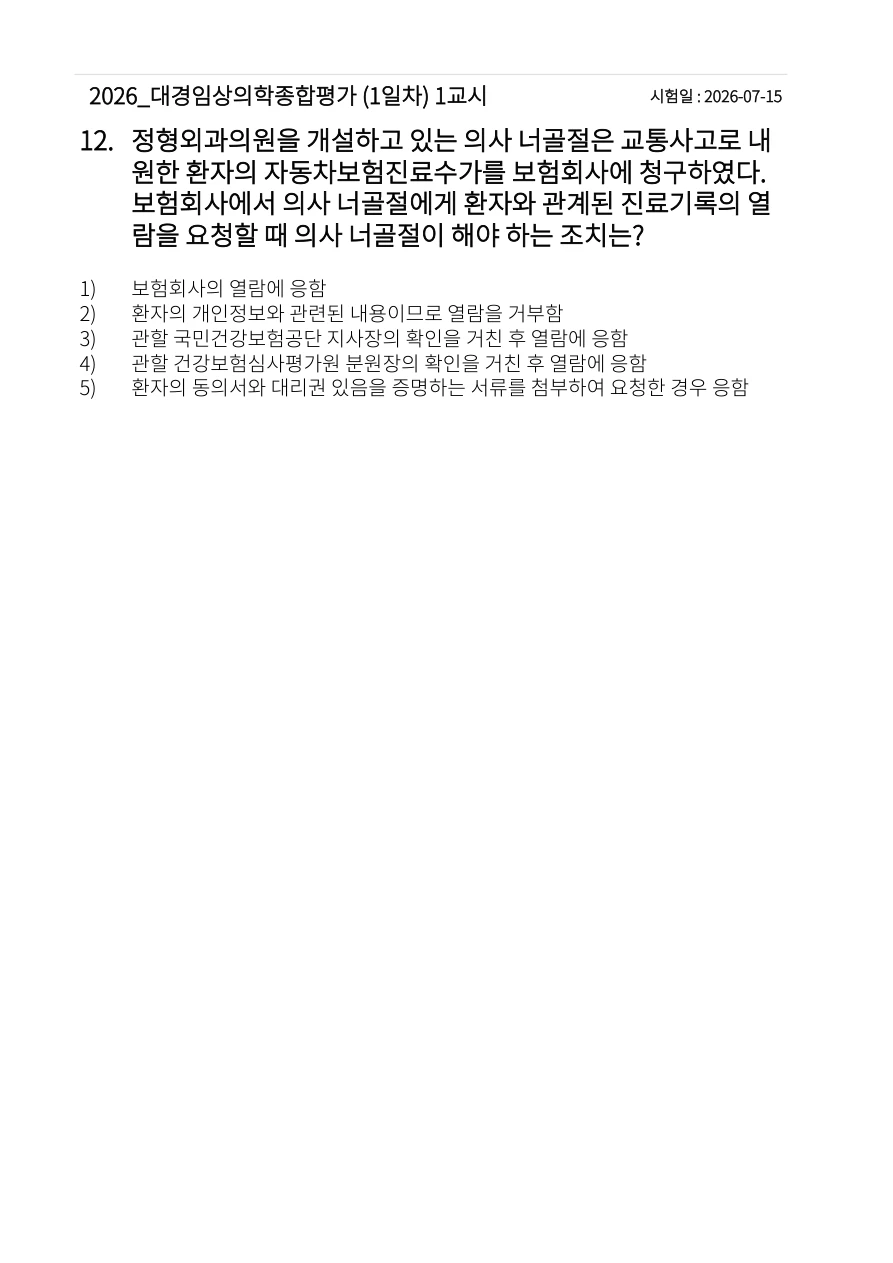 2026_대경임상의학종합평가 (1일차) 1교시
시험일 : 2026-07-15
12. 정형외과의원을 개설하고 있는 의사 너골절은 교통사고로 내
원한 환자의 자동차보험진료수가를 보험회사에 청구하였다.
보험회사에서 의사 너골절에게 환자와 관계된 진료기록의 열
람을 요청할 때 의사 너골절이 해야 하는 조치는?
1) 보험회사의 열람에 응함
2) 환자의 개인정보와 관련된 내용이므로 열람을 거부함
3) 관할 국민건강보험공단 지사장의 확인을 거친 후 열람에 응함
4) 관할 건강보험심사평가원 분원장의 확인을 거친 후 열람에 응함
5) 환자의 동의서와 대리권 있음을 증명하는 서류를 첨부하여 요청한 경우 응함